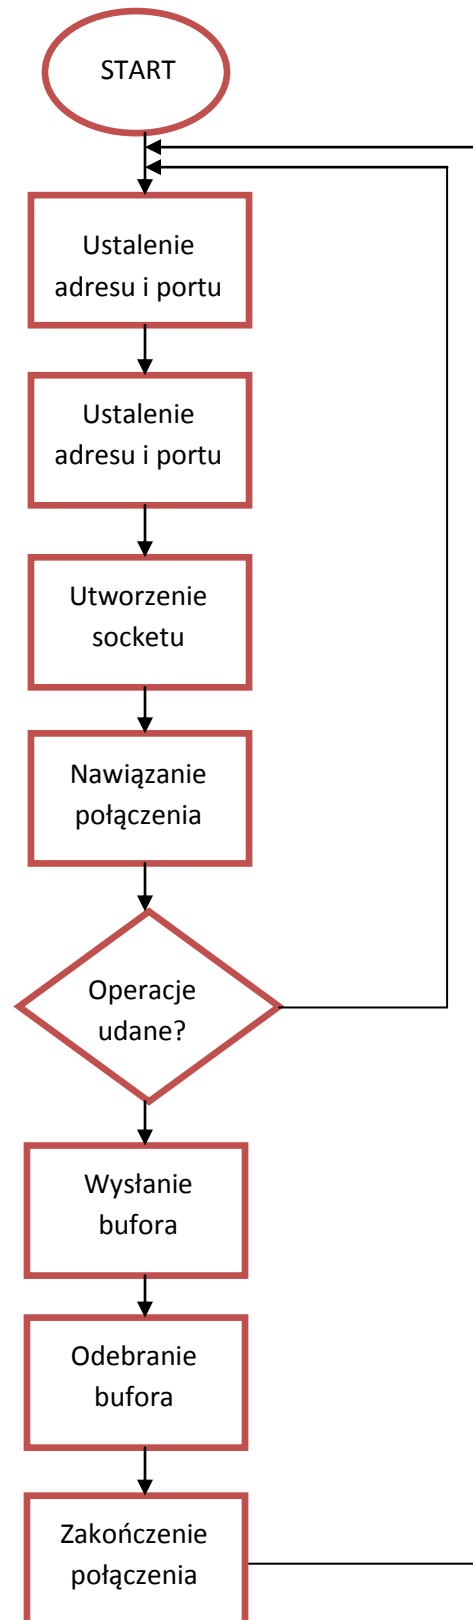 START
Ustalenie
adresu i portu
Ustalenie
adresu i portu
Utworzenie
socketu
Nawiązanie
połączenia
Operacje
udane?
Wysłanie
bufora
Odebranie
bufora
Zakończenie
połączenia